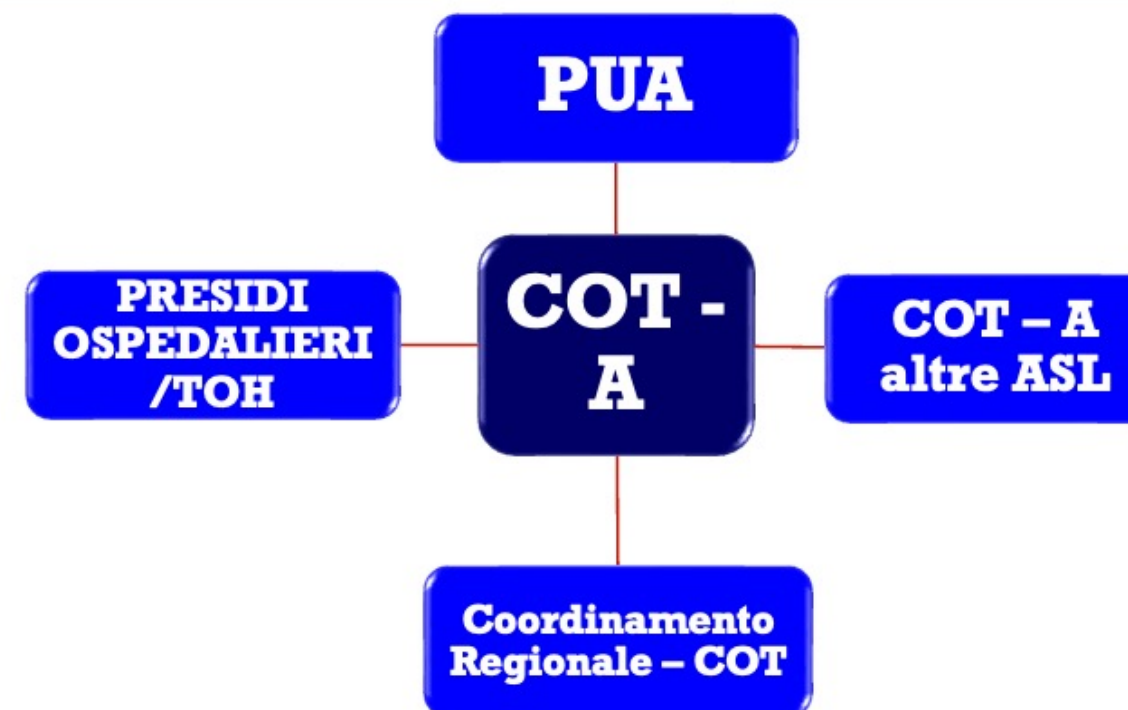 PUA
PRESIDI
OSPEDALIERI
/TOH
COT -
A
COT – A
altre ASL
Coordinamento
Regionale – COT